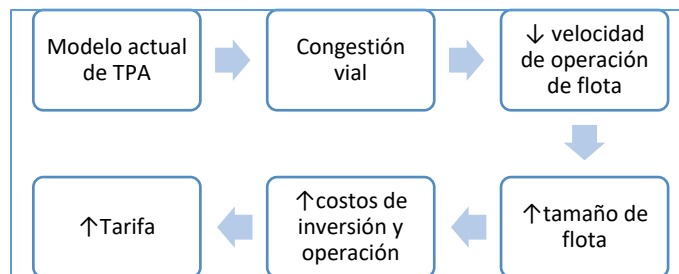 Modelo actual
de TPA
Congestión
vial
↓ velocidad
de operación
de flota
↑tamaño de
flota
↑costos de
inversión y
operación
↑Tarifa